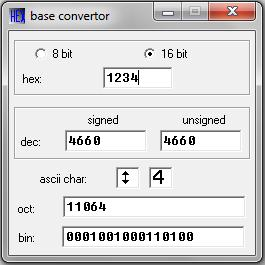 HEX base convertor
8 bit 16 bit
hex: 1234
signed unsigned
dec: 4660 4660
ascii char: ↕ 4
oct: 11064
bin: 0001001000110100